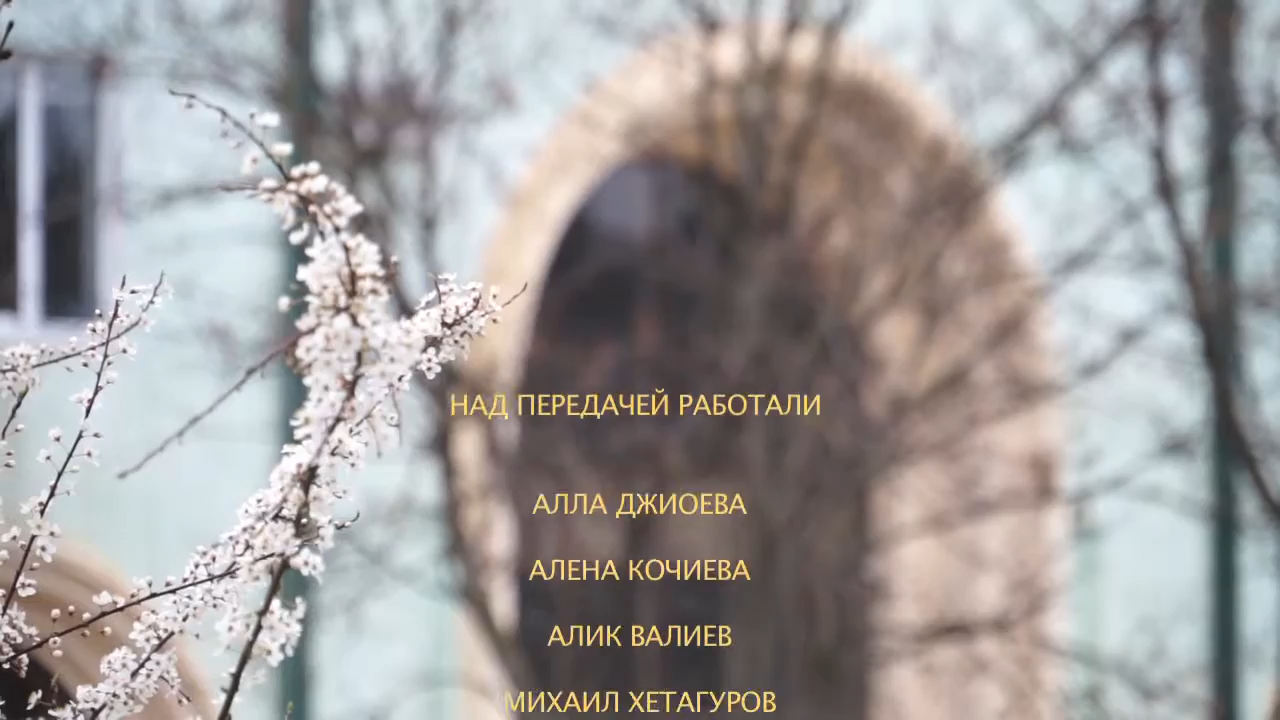 НАД ПЕРЕДАЧЕЙ РАБОТАЛИ
АЛЛА ДЖИОЕВА
АЛЕНА КОЧИЕВА
АЛИК ВАЛИЕВ
МИХАИЛ ХЕТАГУРОВ